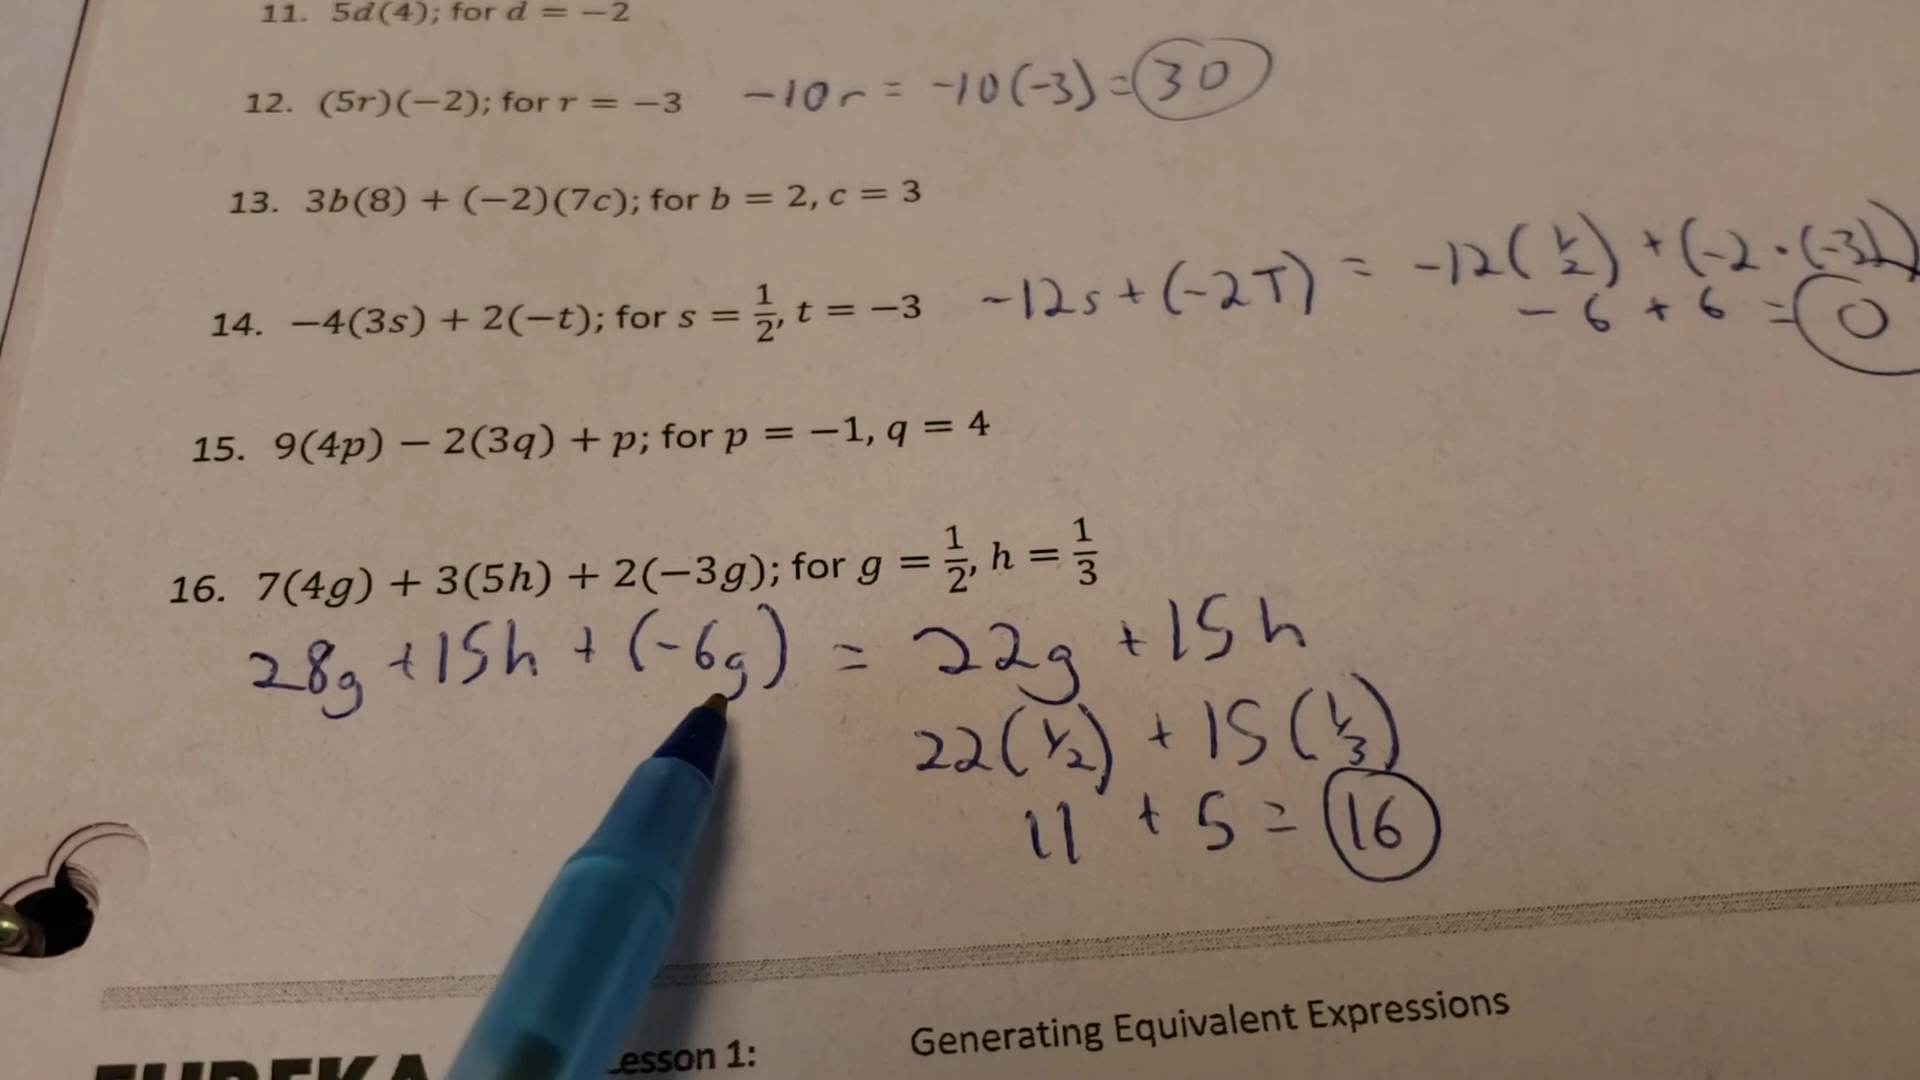 11. 5d(4); for d = −2
12. (5r)(−2); for r = −3 -10r = -10(-3) = 30
13. 3b(8) + (−2)(7c); for b = 2, c = 3
14. −4(3s) + 2(−t); for s = 1/2, t = −3 -12s + (-2T) = -12(1/2) + (-2 · (-3))
- 6 + 6 = 0
15. 9(4p) − 2(3q) + p; for p = −1, q = 4
16. 7(4g) + 3(5h) + 2(−3g); for g = 1/2, h = 1/3
28g + 15h + (-6g) = 22g + 15h
22(1/2) + 15(1/3)
11 + 5 = 16
EUREKA
esson 1: Generating Equivalent Expressions